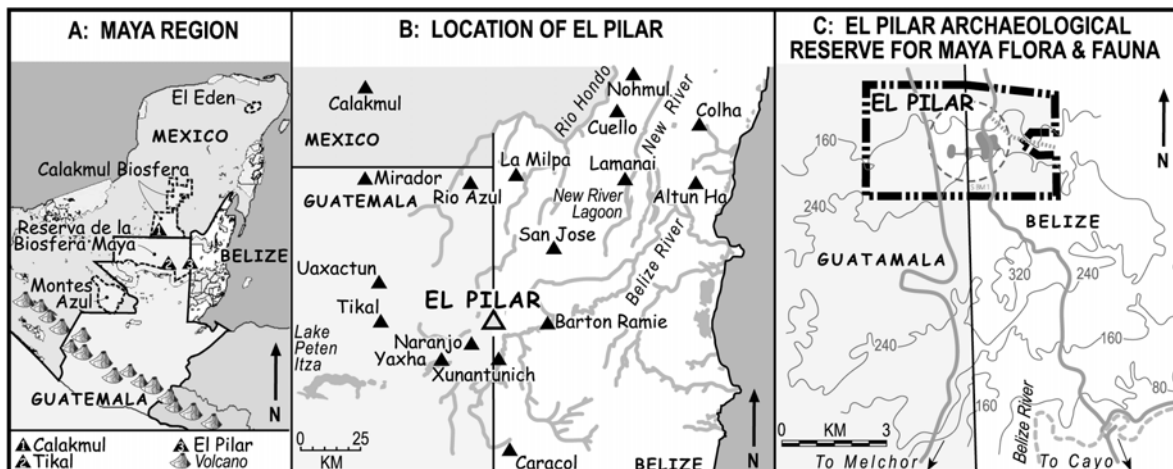 A: MAYA REGION
El Eden
MEXICO
Calakmul Biosfera
Reserva de la
Biosfera Maya
BELIZE
Montes
Azul
GUATEMALA
N
1 Calakmul
2 Tikal
3 El Pilar
Volcano
B: LOCATION OF EL PILAR
Calakmul
MEXICO
Rio Hondo
Nohmul
New River
Cuello
Colha
La Milpa
Lamanai
Mirador
GUATEMALA
Rio Azul
New River
Lagoon
Altun Ha
San Jose
Belize River
Uaxactun
Tikal
EL PILAR
Barton Ramie
Lake
Peten
Itza
Naranjo
Yaxha
Xunantunich
0 25
KM
Caracol
BELIZE
N
C: EL PILAR ARCHAEOLOGICAL
RESERVE FOR MAYA FLORA & FAUNA
EL PILAR
160
160
N
240
BELIZE
GUATAMALA
320
240
240
160
160
80
Belize River
0 KM 3
To Melchor
To Cayo